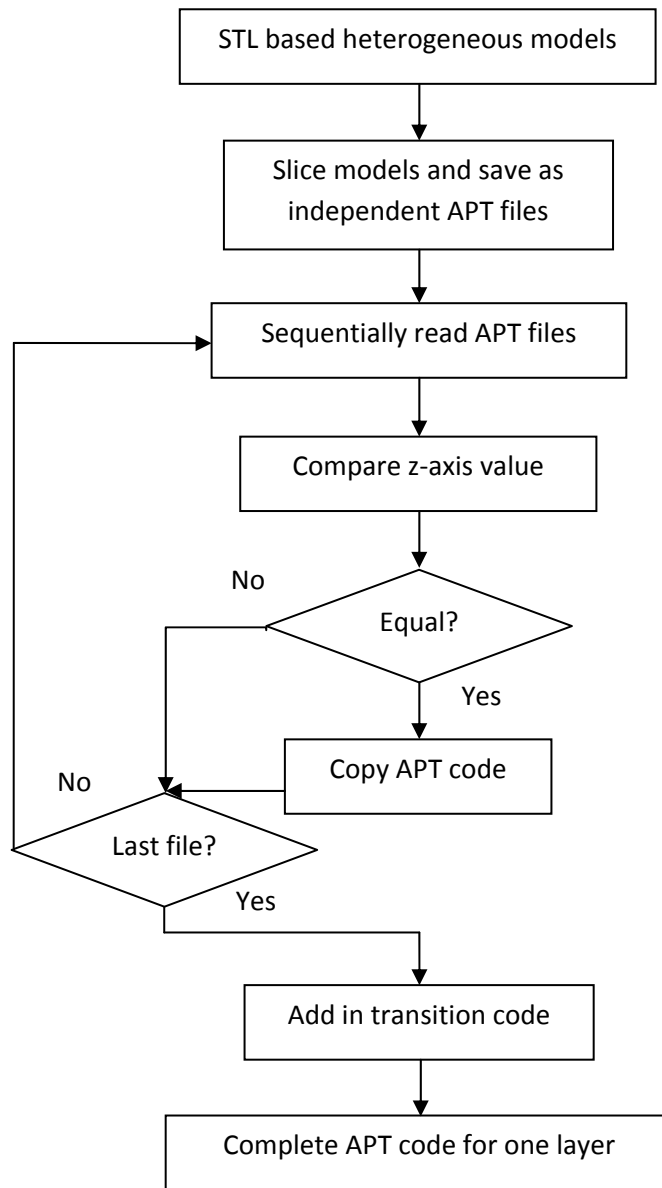 STL based heterogeneous models
Slice models and save as
independent APT files
Sequentially read APT files
Compare z-axis value
No
Equal?
Yes
Copy APT code
No
Last file?
Yes
Add in transition code
Complete APT code for one layer